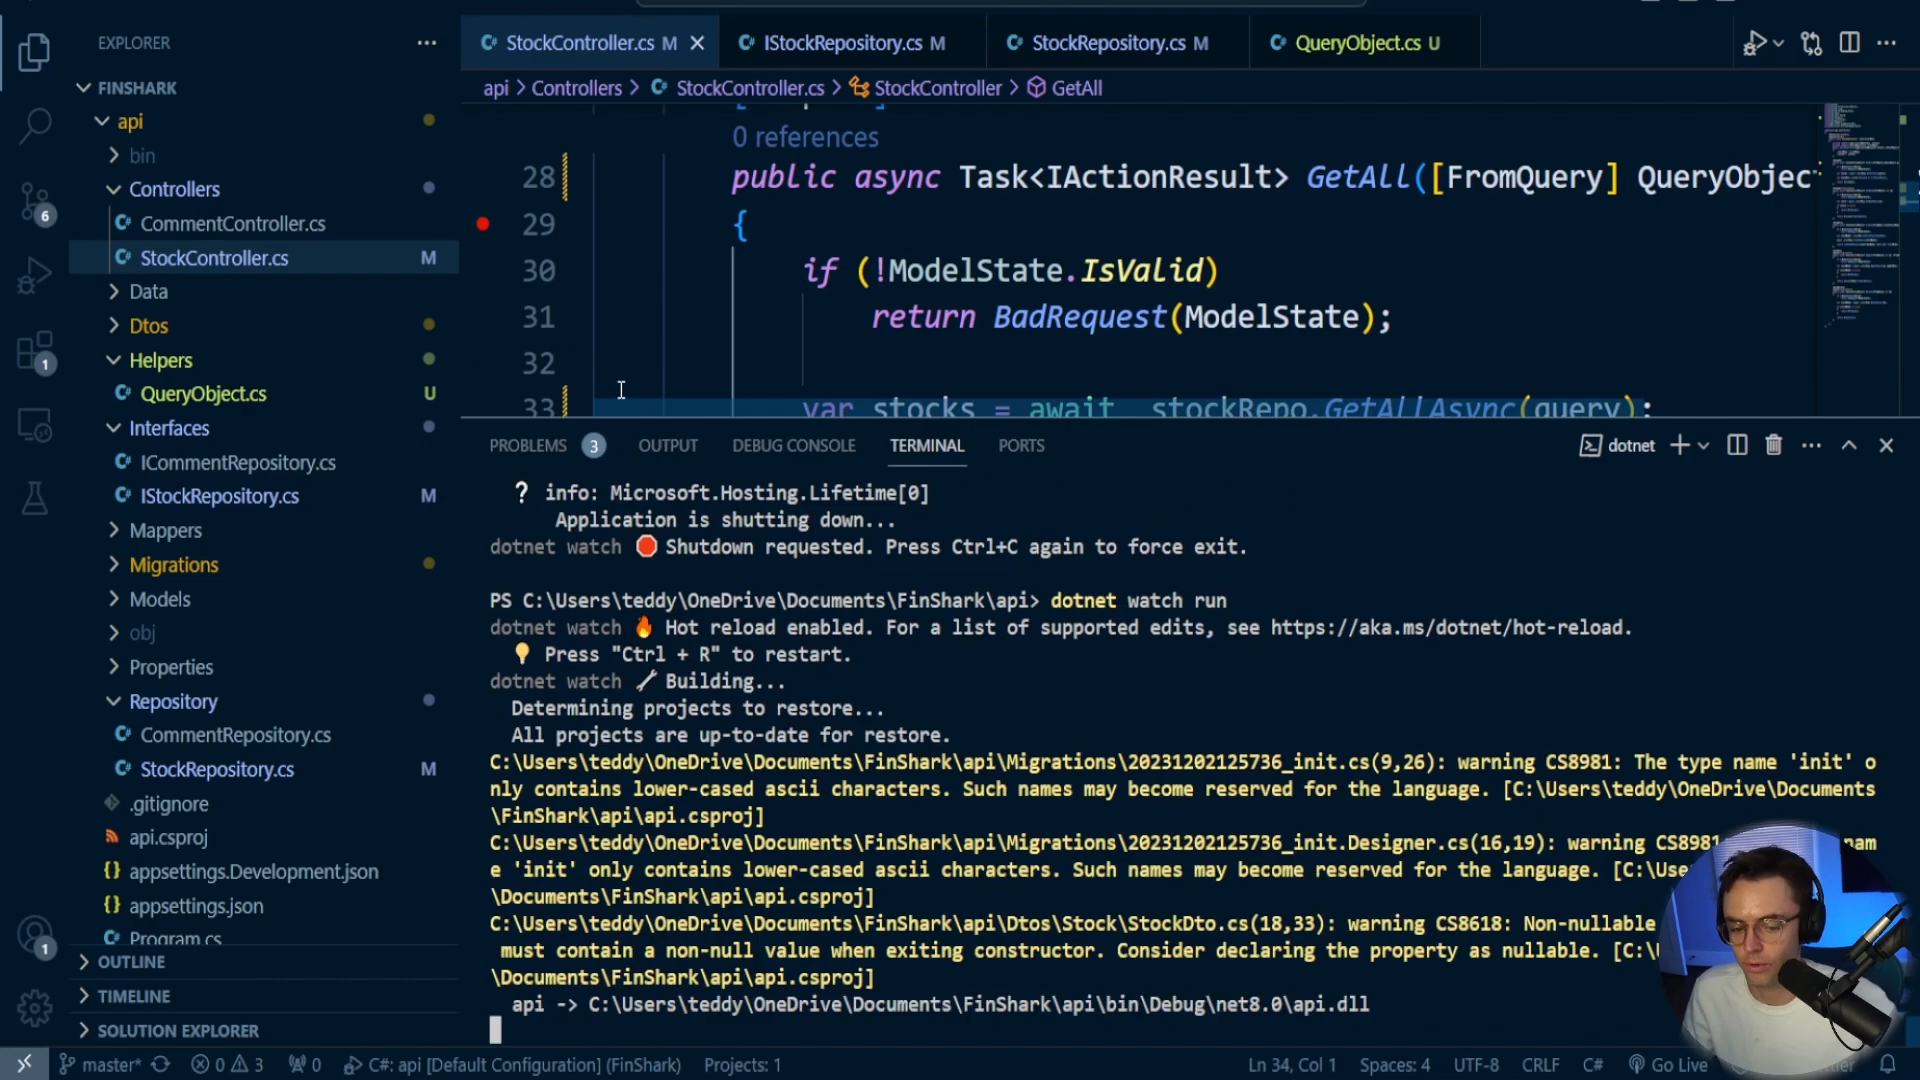 EXPLORER
FINSHARK
api
bin
Controllers
CommentController.cs
StockController.cs M
Data
Dtos
Helpers
QueryObject.cs U
Interfaces
ICommentRepository.cs
IStockRepository.cs M
Mappers
Migrations
Models
obj
Properties
Repository
CommentRepository.cs
StockRepository.cs M
.gitignore
api.csproj
appsettings.Development.json
appsettings.json
Program.cs
OUTLINE
TIMELINE
SOLUTION EXPLORER
6
1
1
StockController.cs M
IStockRepository.cs M
StockRepository.cs M
QueryObject.cs U
api > Controllers > StockController.cs > StockController > GetAll
0 references
28 public async Task<IActionResult> GetAll([FromQuery] QueryObjec
29 {
30 if (!ModelState.IsValid)
31 return BadRequest(ModelState);
32
33 var stocks = await _stockRepo.GetAllAsync(query);
PROBLEMS 3 OUTPUT DEBUG CONSOLE TERMINAL PORTS
dotnet
? info: Microsoft.Hosting.Lifetime[0]
Application is shutting down...
dotnet watch 🛑 Shutdown requested. Press Ctrl+C again to force exit.
PS C:\Users\teddy\OneDrive\Documents\FinShark\api> dotnet watch run
dotnet watch 🔥 Hot reload enabled. For a list of supported edits, see https://aka.ms/dotnet/hot-reload.
💡 Press "Ctrl + R" to restart.
dotnet watch 🔧 Building...
Determining projects to restore...
All projects are up-to-date for restore.
C:\Users\teddy\OneDrive\Documents\FinShark\api\Migrations\20231202125736_init.cs(9,26): warning CS8981: The type name 'init' o
nly contains lower-cased ascii characters. Such names may become reserved for the language. [C:\Users\teddy\OneDrive\Documents
\FinShark\api\api.csproj]
C:\Users\teddy\OneDrive\Documents\FinShark\api\Migrations\20231202125736_init.Designer.cs(16,19): warning CS8981 nam
e 'init' only contains lower-cased ascii characters. Such names may become reserved for the language. [C:\Use
\Documents\FinShark\api\api.csproj]
C:\Users\teddy\OneDrive\Documents\FinShark\api\Dtos\Stock\StockDto.cs(18,33): warning CS8618: Non-nullable
must contain a non-null value when exiting constructor. Consider declaring the property as nullable. [C:\
\Documents\FinShark\api\api.csproj]
api -> C:\Users\teddy\OneDrive\Documents\FinShark\api\bin\Debug\net8.0\api.dll
master* 0 3 0 C#: api [Default Configuration] (FinShark) Projects: 1 Ln 34, Col 1 Spaces: 4 UTF-8 CRLF C# Go Live